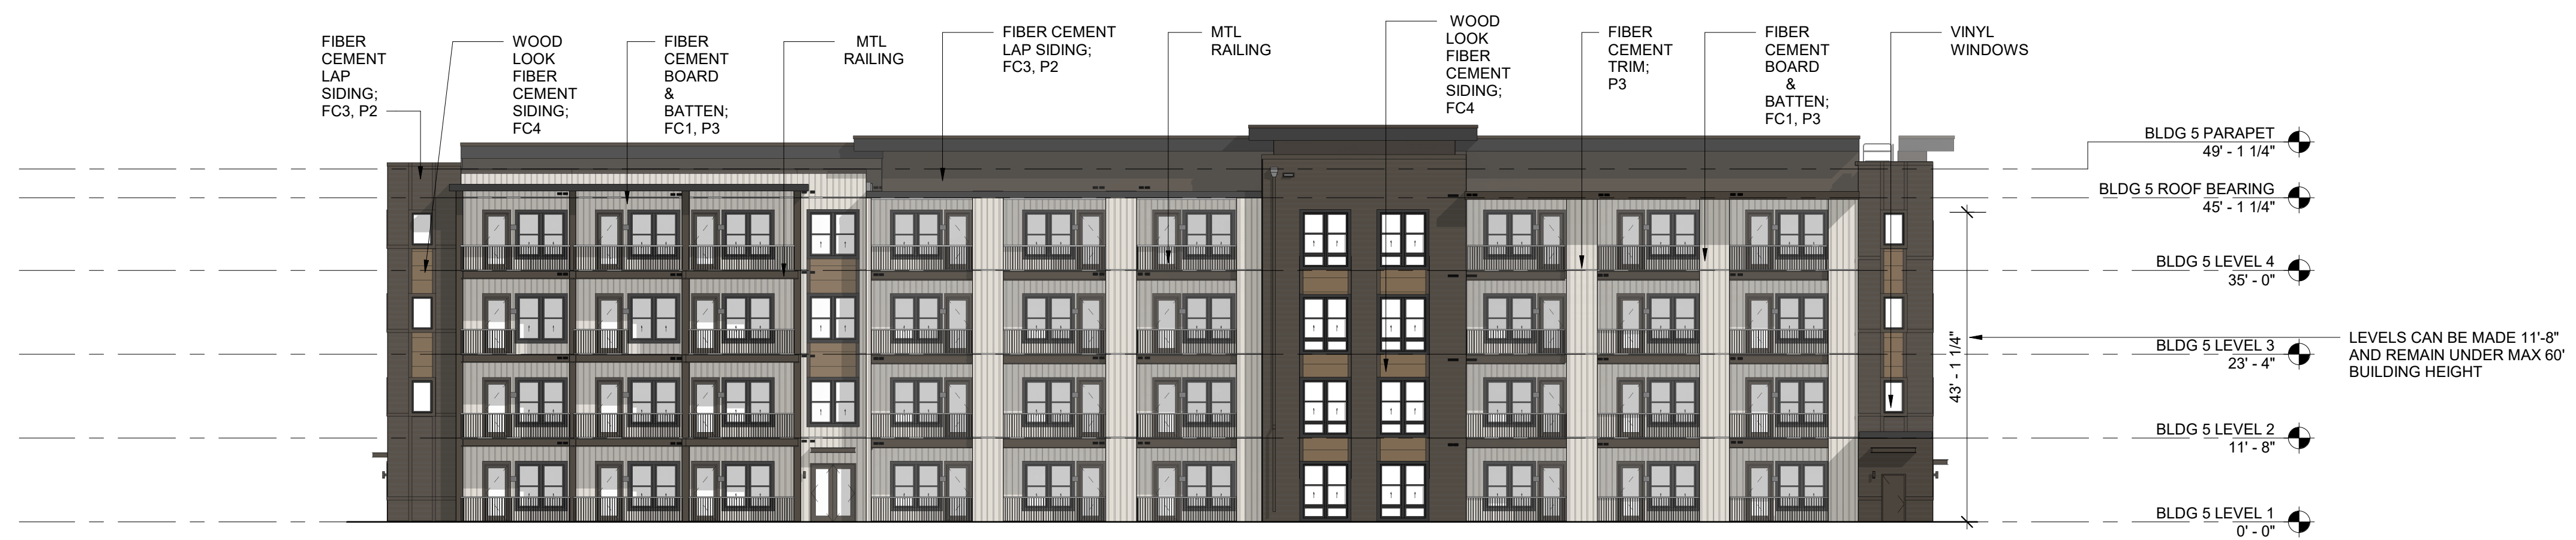 FIBER
CEMENT
LAP
SIDING;
FC3, P2
WOOD
LOOK
FIBER
CEMENT
SIDING;
FC4
FIBER
CEMENT
BOARD
&
BATTEN;
FC1, P3
MTL
RAILING
FIBER CEMENT
LAP SIDING;
FC3, P2
MTL
RAILING
WOOD
LOOK
FIBER
CEMENT
SIDING;
FC4
FIBER
CEMENT
TRIM;
P3
FIBER
CEMENT
BOARD
&
BATTEN;
FC1, P3
VINYL
WINDOWS
BLDG 5 PARAPET
49' - 1 1/4"
BLDG 5 ROOF BEARING
45' - 1 1/4"
BLDG 5 LEVEL 4
35' - 0"
43' - 1 1/4"
LEVELS CAN BE MADE 11'-8"
AND REMAIN UNDER MAX 60'
BUILDING HEIGHT
BLDG 5 LEVEL 3
23' - 4"
BLDG 5 LEVEL 2
11' - 8"
BLDG 5 LEVEL 1
0' - 0"